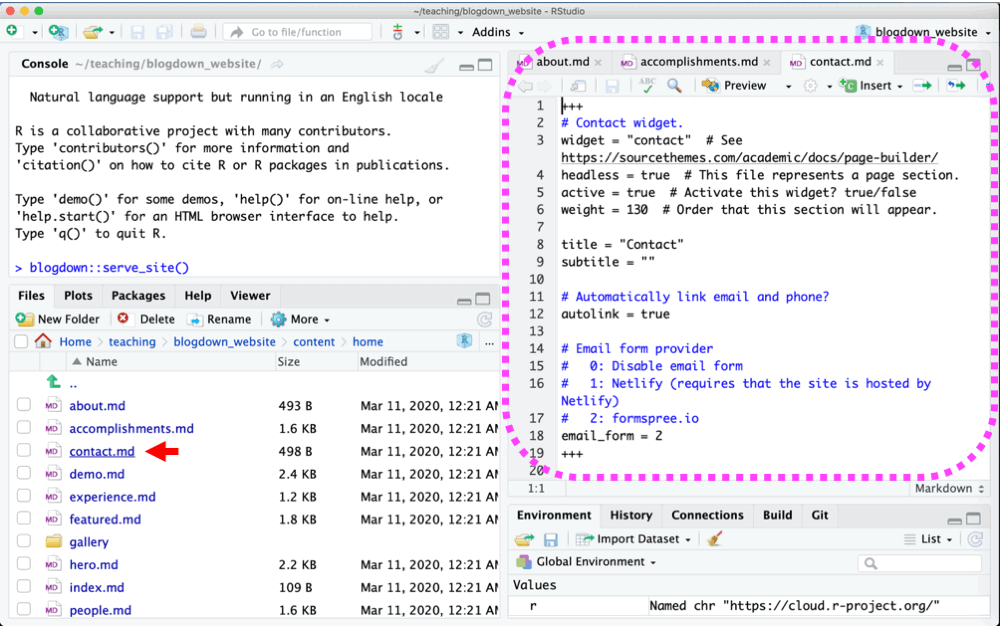 ~/teaching/blogdown_website - RStudio
Go to file/function
Addins
blogdown_website
Console ~/teaching/blogdown_website/
Natural language support but running in an English locale
R is a collaborative project with many contributors.
Type 'contributors()' for more information and
'citation()' on how to cite R or R packages in publications.
Type 'demo()' for some demos, 'help()' for on-line help, or
'help.start()' for an HTML browser interface to help.
Type 'q()' to quit R.
> blogdown::serve_site()
Files Plots Packages Help Viewer
New Folder Delete Rename More
Home teaching blogdown_website content home ...
Name Size Modified
..
MD about.md 493 B Mar 11, 2020, 12:21 AM
MD accomplishments.md 1.6 KB Mar 11, 2020, 12:21 AM
MD contact.md 498 B Mar 11, 2020, 12:21 AM
MD demo.md 2.4 KB Mar 11, 2020, 12:21 AM
MD experience.md 1.2 KB Mar 11, 2020, 12:21 AM
MD featured.md 1.8 KB Mar 11, 2020, 12:21 AM
gallery
MD hero.md 2.2 KB Mar 11, 2020, 12:21 AM
MD index.md 109 B Mar 11, 2020, 12:21 AM
MD people.md 1.6 KB Mar 11, 2020, 12:21 AM
MD about.md MD accomplishments.md MD contact.md
ABC Preview Insert
1 +++
2 # Contact widget.
3 widget = "contact" # See
https://sourcethemes.com/academic/docs/page-builder/
4 headless = true # This file represents a page section.
5 active = true # Activate this widget? true/false
6 weight = 130 # Order that this section will appear.
7
8 title = "Contact"
9 subtitle = ""
10
11 # Automatically link email and phone?
12 autolink = true
13
14 # Email form provider
15 # 0: Disable email form
16 # 1: Netlify (requires that the site is hosted by
Netlify)
17 # 2: formspree.io
18 email_form = 2
19 +++
20
1:1 Markdown
Environment History Connections Build Git
Import Dataset List
Global Environment
Values
r Named chr "https://cloud.r-project.org/"